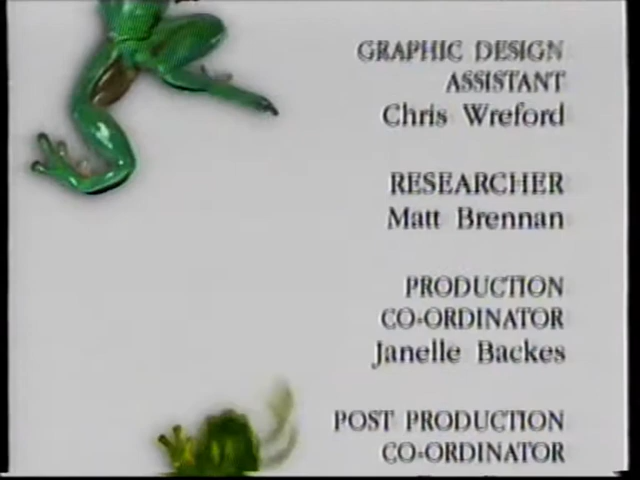 GRAPHIC DESIGN
ASSISTANT
Chris Wreford
RESEARCHER
Matt Brennan
PRODUCTION
CO-ORDINATOR
Janelle Backes
POST PRODUCTION
CO-ORDINATOR